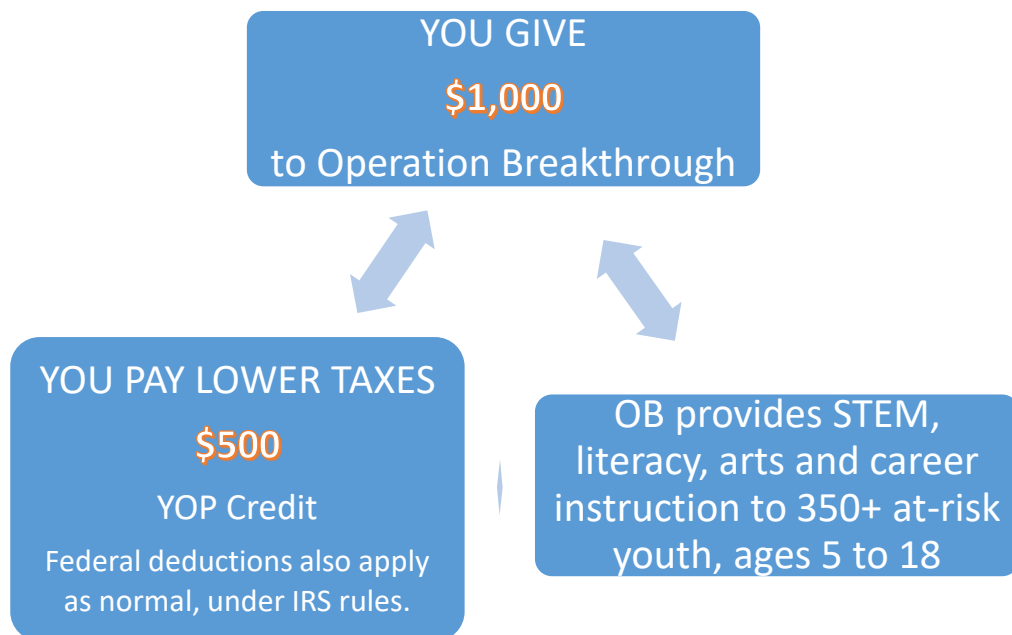 YOU GIVE
$1,000
to Operation Breakthrough
YOU PAY LOWER TAXES
$500
YOP Credit
Federal deductions also apply
as normal, under IRS rules.
OB provides STEM,
literacy, arts and career
instruction to 350+ at-risk
youth, ages 5 to 18